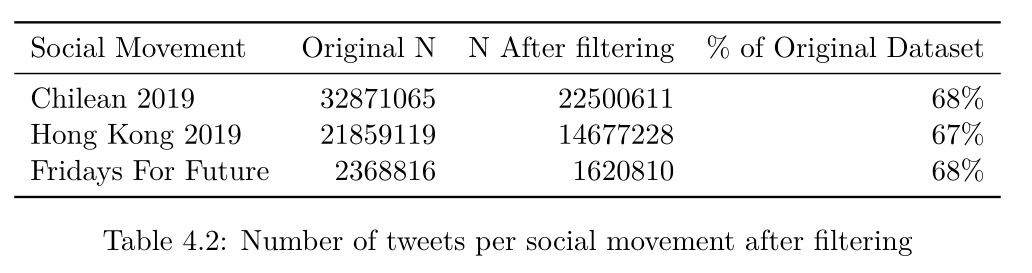 Social Movement Original N N After filtering % of Original Dataset
Chilean 2019 32871065 22500611 68%
Hong Kong 2019 21859119 14677228 67%
Fridays For Future 2368816 1620810 68%
Table 4.2: Number of tweets per social movement after filtering